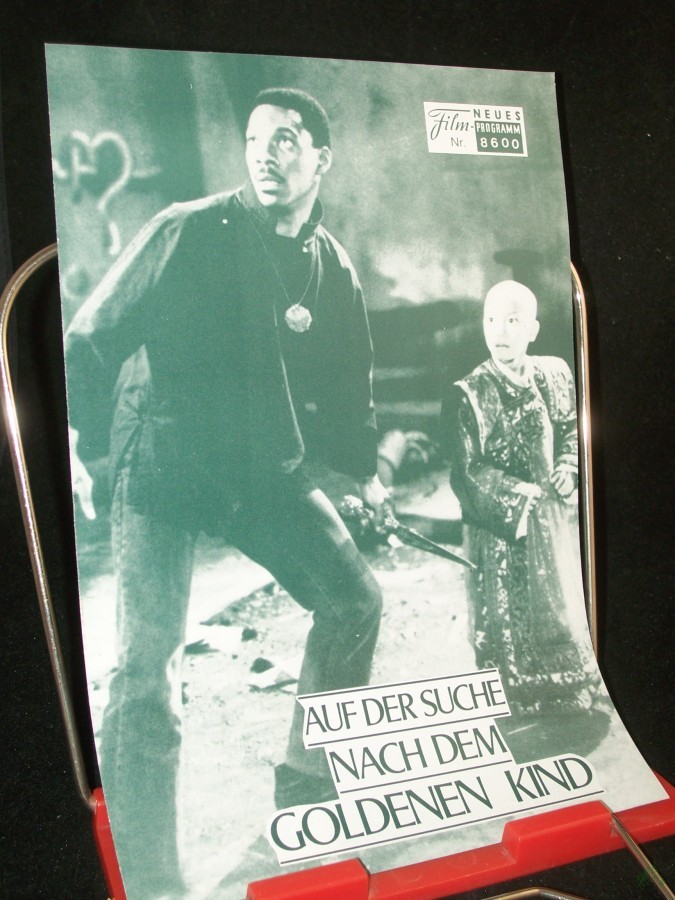 NEUES
Film-PROGRAMM
Nr. 8600
AUF DER SUCHE
NACH DEM
GOLDENEN KIND